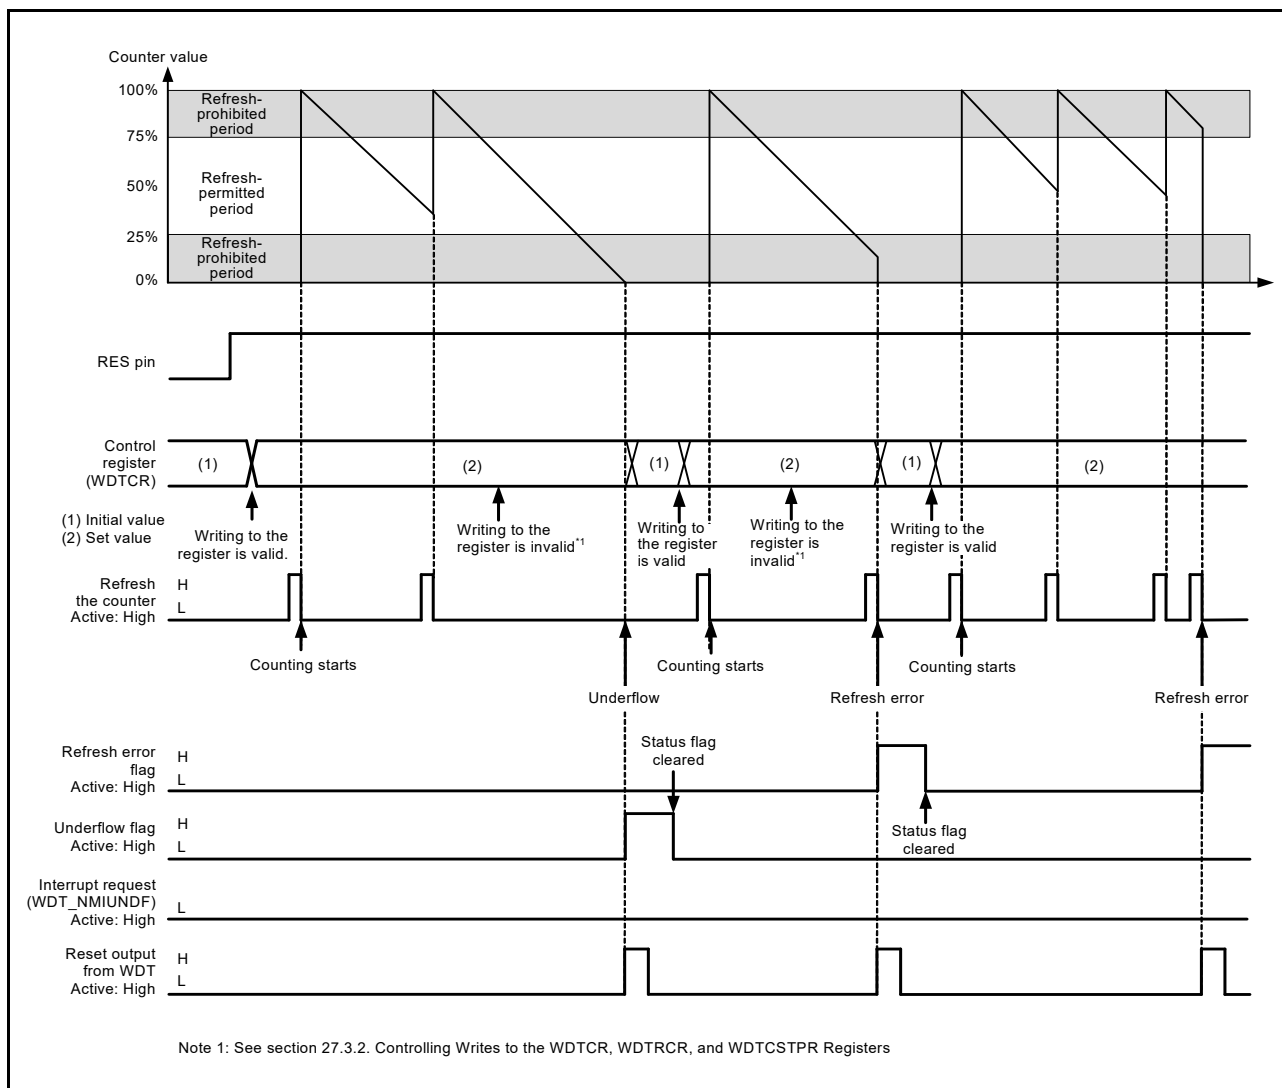 Counter value
100%
Refresh-
prohibited
period
75%
Refresh-
permitted
period
50%
25%
Refresh-
prohibited
period
0%
RES pin
Control
register
(WDTCR)
(1)
(2)
(1)
(2)
(1)
(2)
(1) Initial value
(2) Set value
Writing to the
register is valid.
Writing to the
register is invalid*1
Writing to
the register
is valid
Writing to the
register is
invalid*1
Writing to the
register is valid
Refresh
the counter
Active: High
H
L
Counting starts
Counting starts
Counting starts
Underflow
Refresh error
Refresh error
Refresh error
flag
Active: High
H
L
Status flag
cleared
Status flag
cleared
Underflow flag
Active: High
H
L
Interrupt request
(WDT_NMIUNDF)
Active: High
L
Reset output
from WDT
Active: High
H
L
Note 1: See section 27.3.2. Controlling Writes to the WDTCR, WDTRCR, and WDTCSTPR Registers